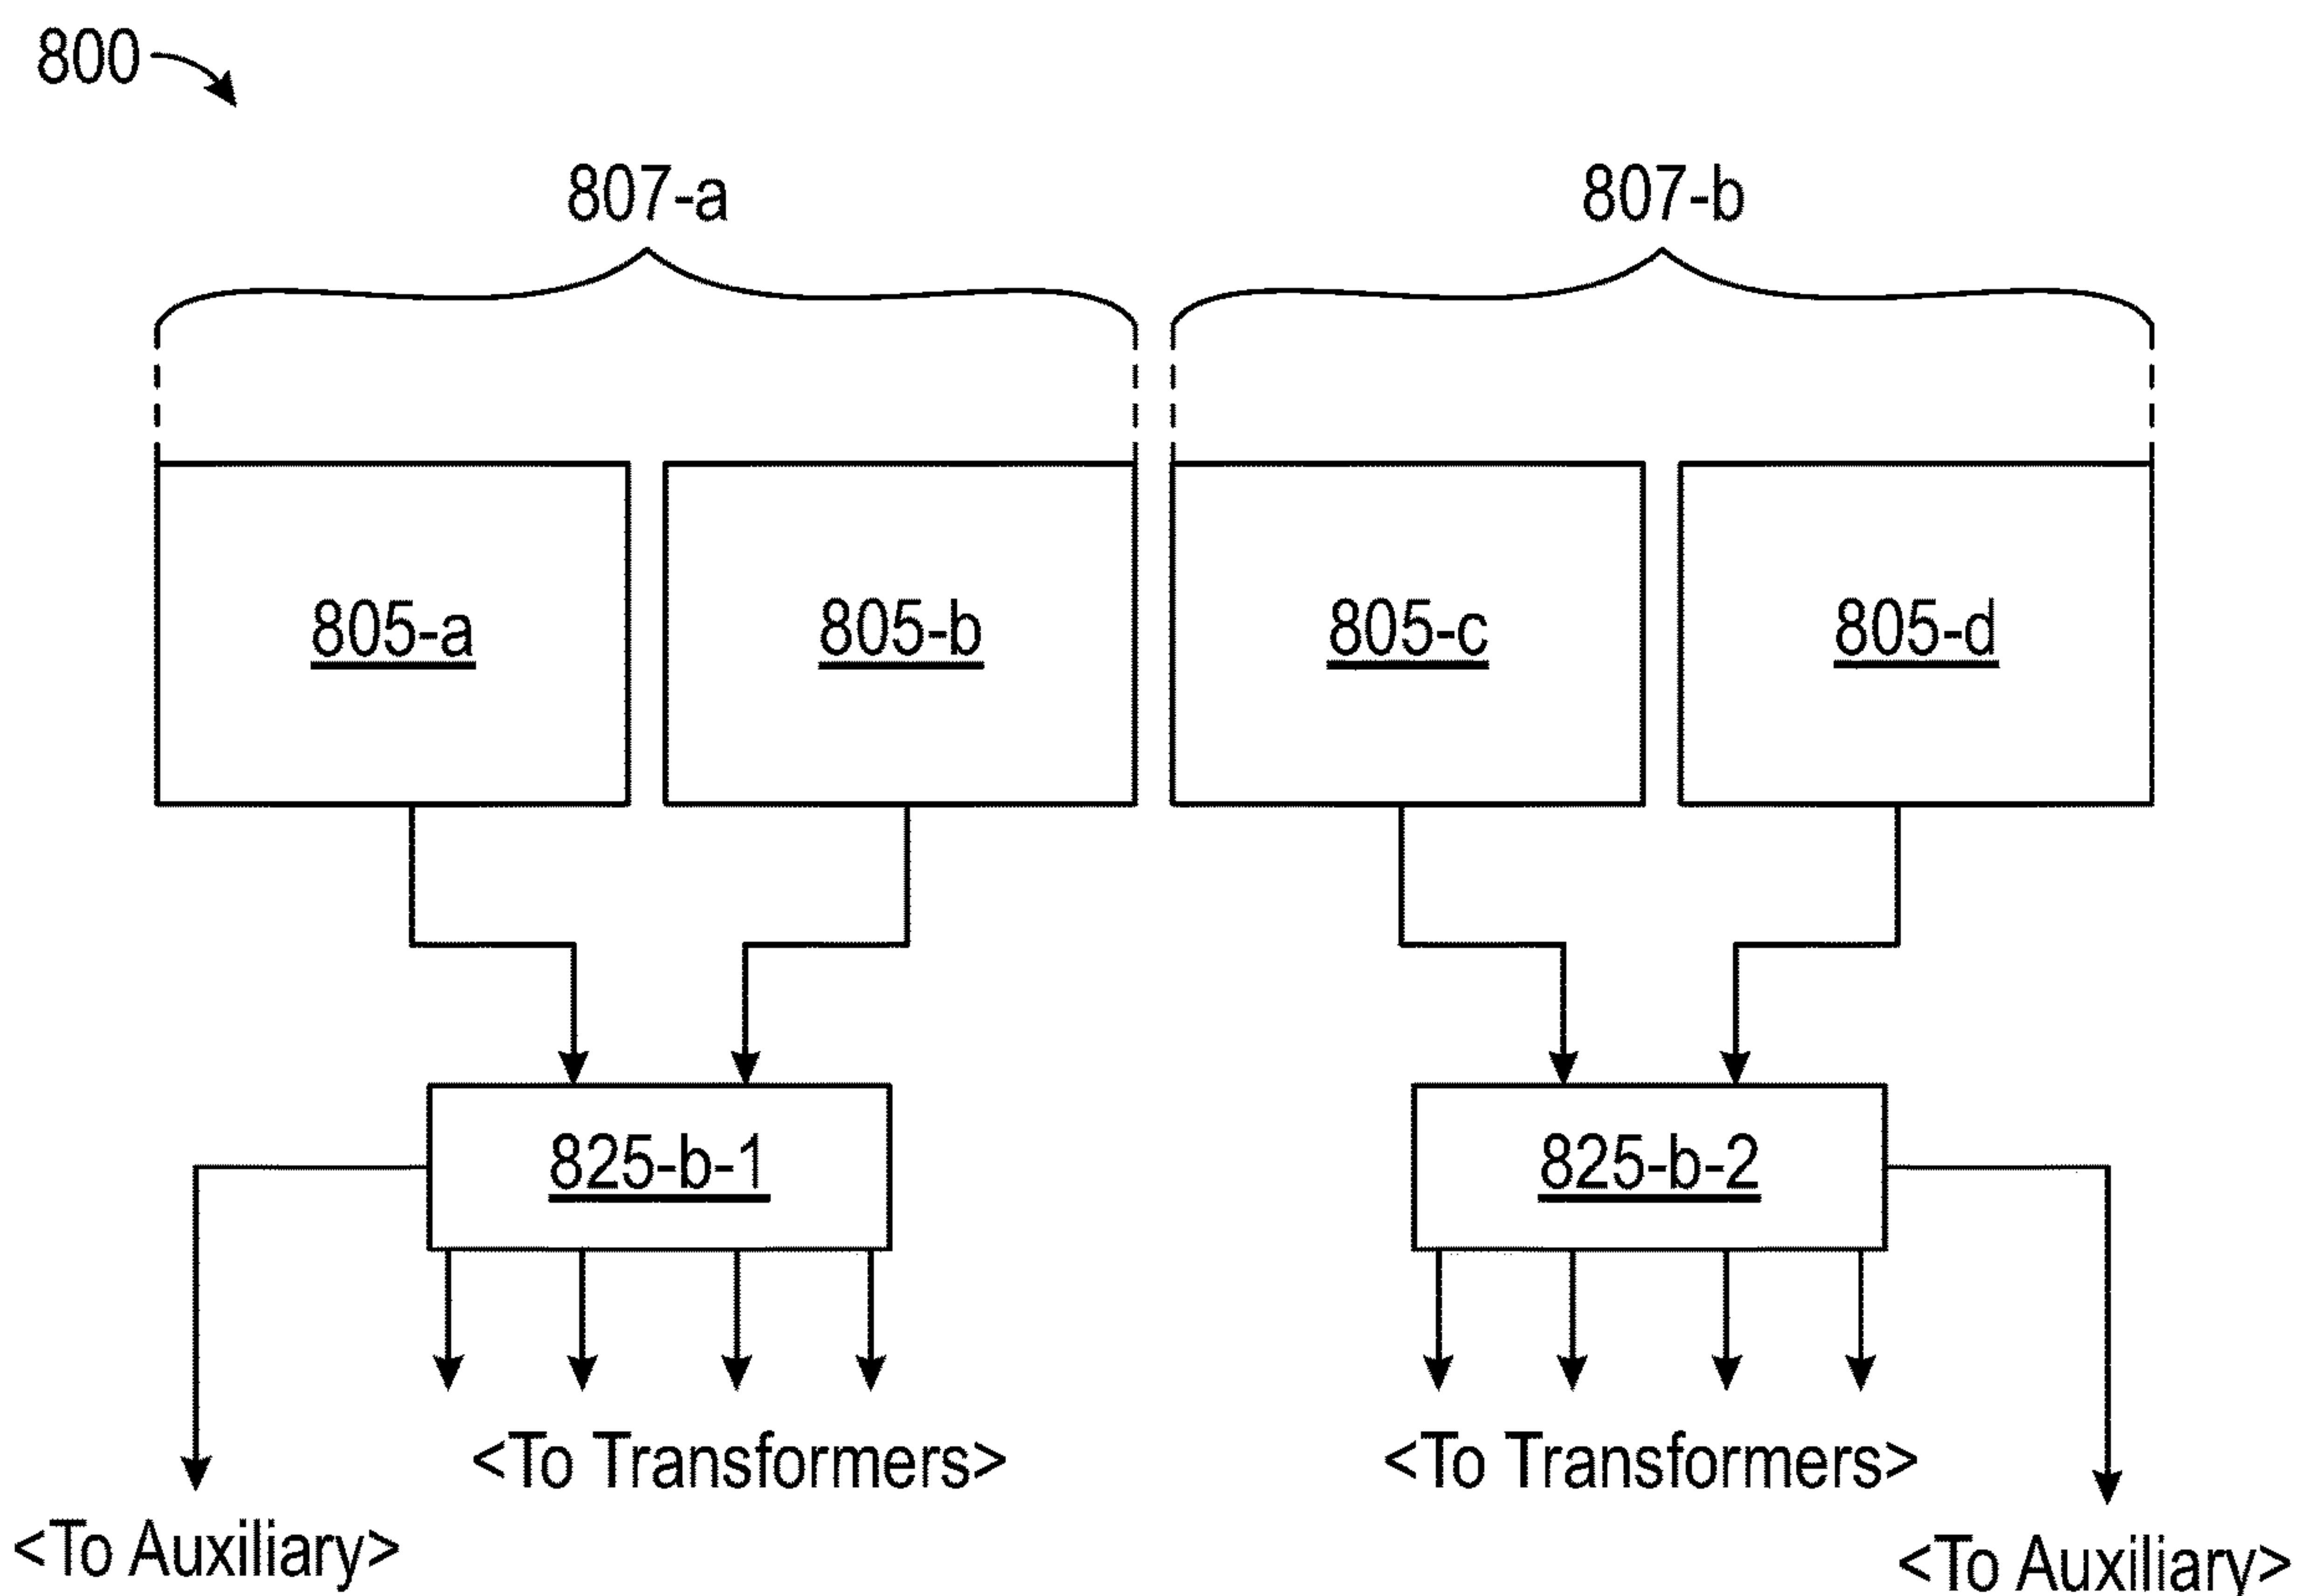 800
807-a 807-b
805-a 805-b 805-c 805-d
825-b-1 825-b-2
<To Transformers> <To Transformers>
<To Auxiliary> <To Auxiliary>